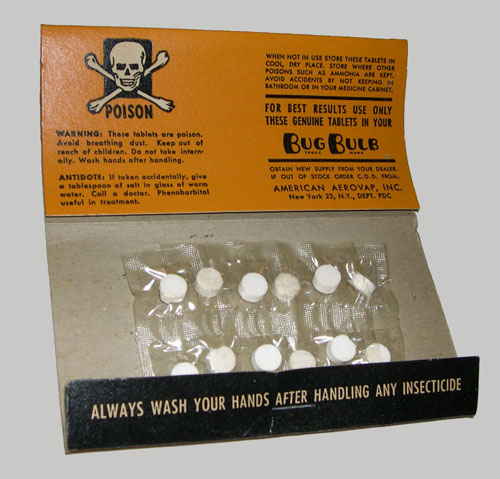 POISON
WARNING: These tablets are poison.
Avoid breathing dust. Keep out of
reach of children. Do not take intern-
ally. Wash hands after handling.
ANTIDOTE: If taken accidentally, give
a tablespoon of salt in glass of warm
water. Call a doctor. Phenobarbital
useful in treatment.
WHEN NOT IN USE STORE THESE TABLETS IN
COOL, DRY PLACE. STORE WHERE OTHER
POISONS SUCH AS AMMONIA ARE KEPT.
AVOID ACCIDENTS BY NOT KEEPING IN
BATHROOM OR IN YOUR MEDICINE CABINET.
FOR BEST RESULTS USE ONLY
THESE GENUINE TABLETS IN YOUR
BUG BULB
TRADE MARK
OBTAIN NEW SUPPLY FROM YOUR DEALER.
IF OUT OF STOCK ORDER C.O.D. FROM,
AMERICAN AEROVAP, INC.
New York 23, N.Y., DEPT. PDC
ALWAYS WASH YOUR HANDS AFTER HANDLING ANY INSECTICIDE